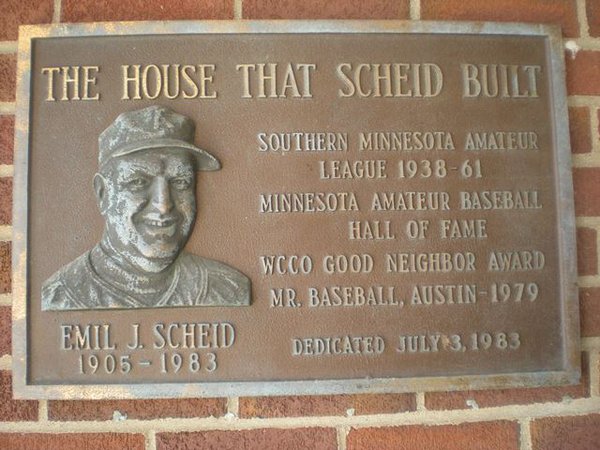 THE HOUSE THAT SCHEID BUILT
SOUTHERN MINNESOTA AMATEUR
LEAGUE 1938-61
MINNESOTA AMATEUR BASEBALL
HALL OF FAME
WCCO GOOD NEIGHBOR AWARD
MR. BASEBALL, AUSTIN-1979
DEDICATED JULY 3, 1983
EMIL J. SCHEID
1905-1983